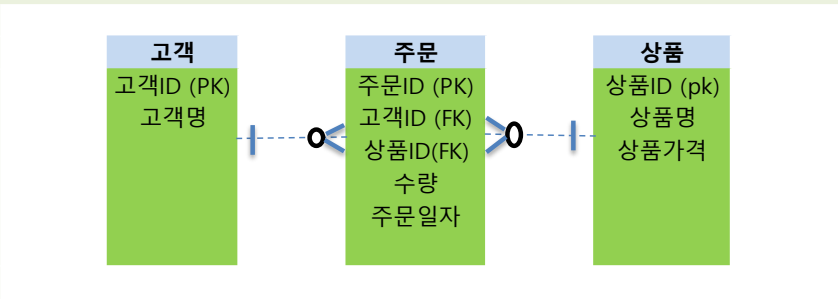 고객
고객ID (PK)
고객명
주문
주문ID (PK)
고객ID (FK)
상품ID(FK)
수량
주문일자
상품
상품ID (pk)
상품명
상품가격